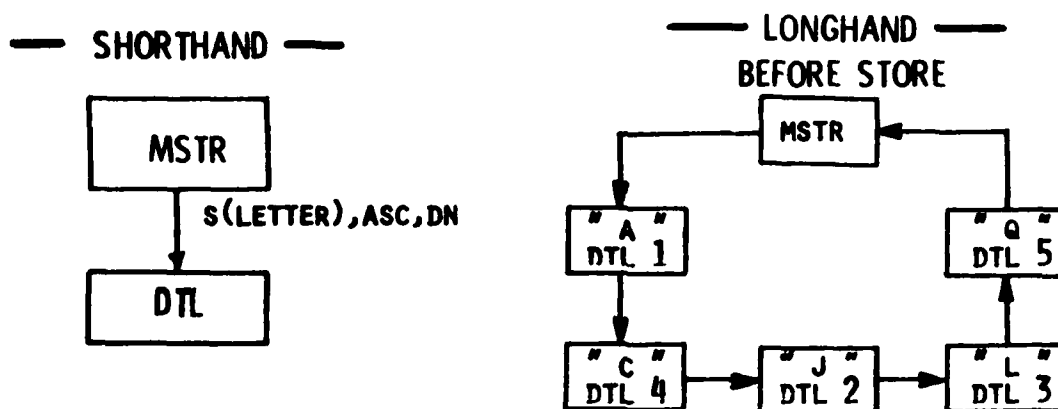 — SHORTHAND —
MSTR
S(LETTER),ASC,DN
DTL
— LONGHAND —
BEFORE STORE
MSTR
" A "
DTL 1
" Q "
DTL 5
" C "
DTL 4
" J "
DTL 2
" L "
DTL 3